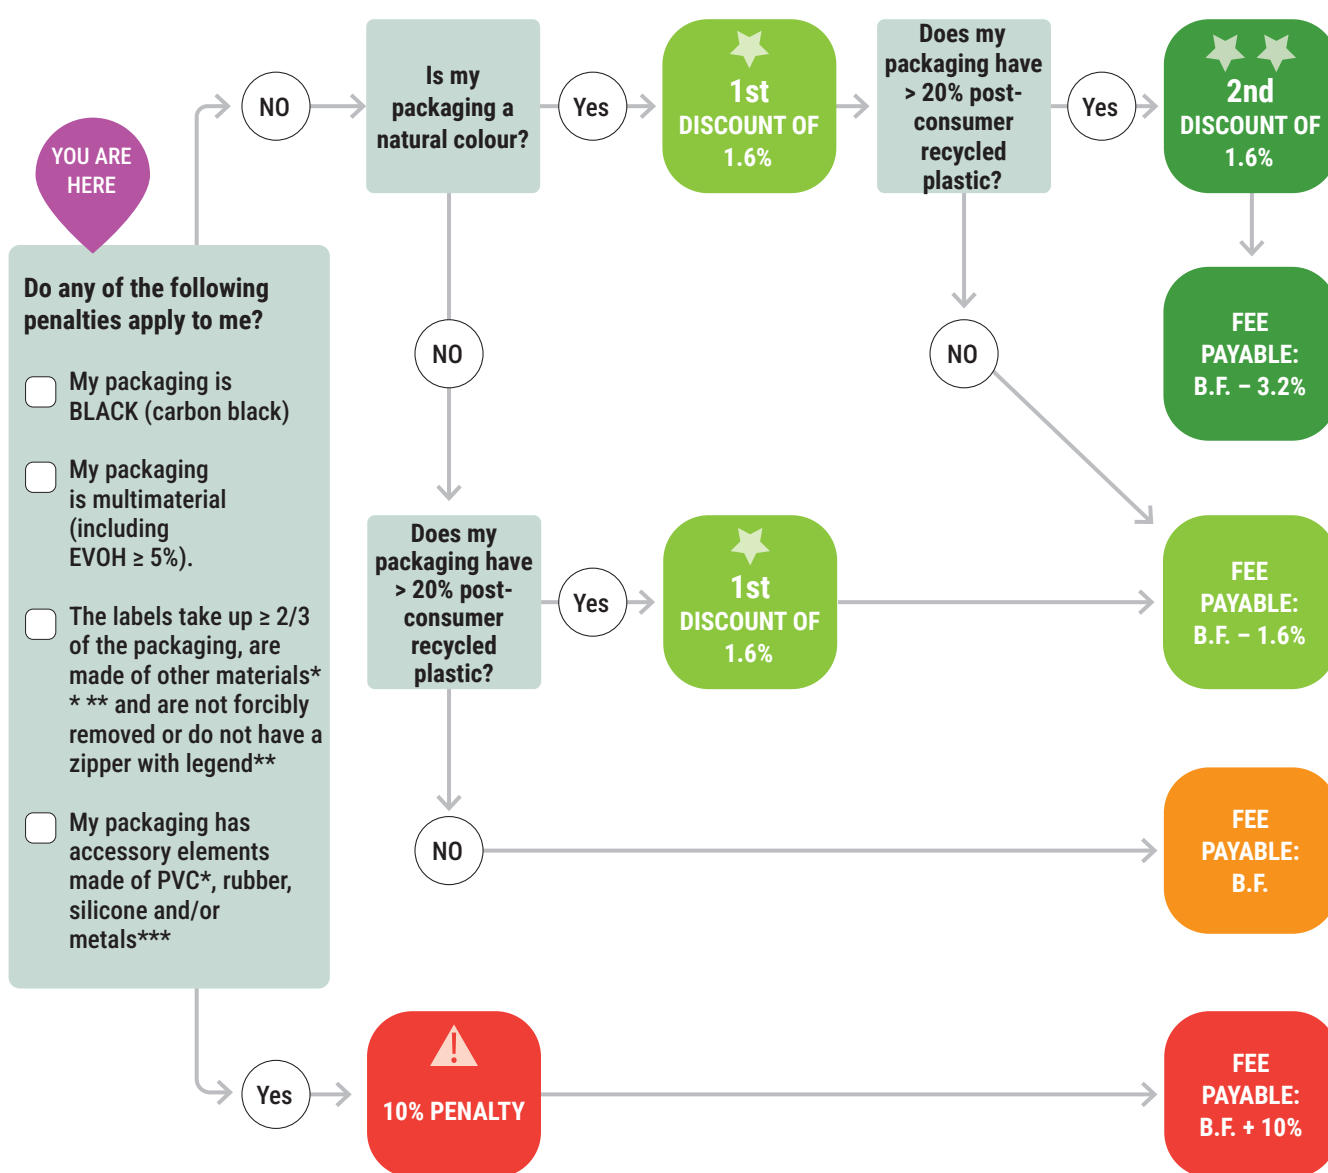 YOU ARE
HERE
Do any of the following
penalties apply to me?
My packaging is
BLACK (carbon black)
My packaging
is multimaterial
(including
EVOH ≥ 5%).
The labels take up ≥ 2/3
of the packaging, are
made of other materials*
* ** and are not forcibly
removed or do not have a
zipper with legend**
My packaging has
accessory elements
made of PVC*, rubber,
silicone and/or
metals***
NO
Is my
packaging a
natural colour?
Yes
1st
DISCOUNT OF
1.6%
Does my
packaging have
> 20% post-
consumer
recycled
plastic?
Yes
2nd
DISCOUNT OF
1.6%
FEE
PAYABLE:
B.F. – 3.2%
NO
NO
Does my
packaging have
> 20% post-
consumer
recycled
plastic?
Yes
1st
DISCOUNT OF
1.6%
FEE
PAYABLE:
B.F. – 1.6%
NO
FEE
PAYABLE:
B.F.
Yes
10% PENALTY
FEE
PAYABLE:
B.F. + 10%